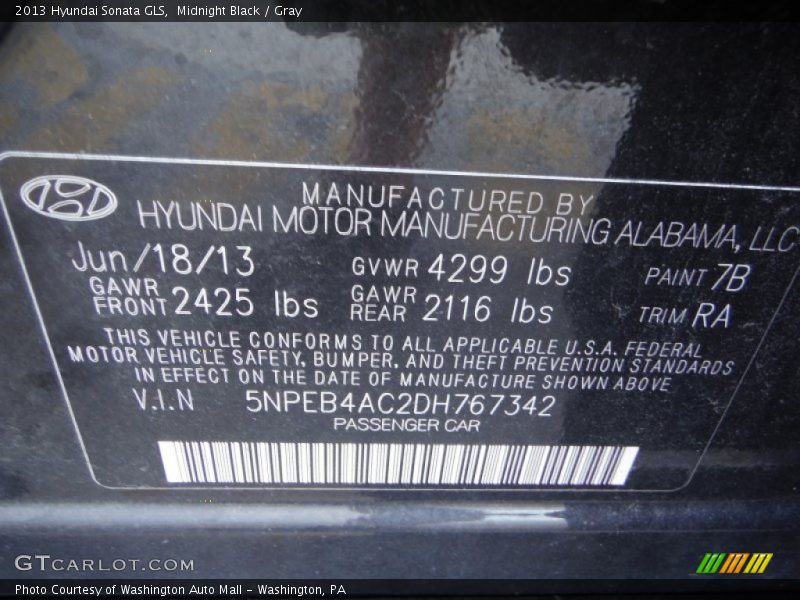 2013 Hyundai Sonata GLS, Midnight Black / Gray
MANUFACTURED BY
HYUNDAI MOTOR MANUFACTURING ALABAMA, LLC
Jun/18/13 GVWR 4299 lbs PAINT 7B
GAWR FRONT 2425 lbs GAWR REAR 2116 lbs TRIM RA
THIS VEHICLE CONFORMS TO ALL APPLICABLE U.S.A. FEDERAL
MOTOR VEHICLE SAFETY, BUMPER, AND THEFT PREVENTION STANDARDS
IN EFFECT ON THE DATE OF MANUFACTURE SHOWN ABOVE
V.I.N 5NPEB4AC2DH767342
PASSENGER CAR
GTCARLOT.COM
Photo Courtesy of Washington Auto Mall - Washington, PA